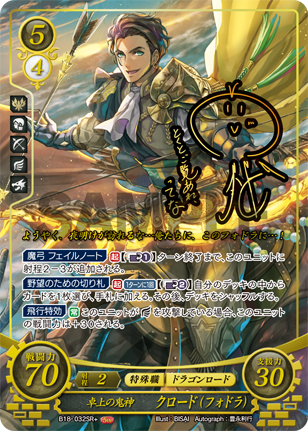 5
4
ようやく、夜明けが訪れるな…俺たちに、このフォドラに…！
魔弓 フェイルノート 起 ターン終了まで、このユニットに
射程2-3が追加される。
野望のための切り札 起 1ターンに1回 自分のデッキの中から
カードを1枚選び、手札に加える。その後、デッキをシャッフルする。
飛行特効 常 このユニットが を攻撃している場合、このユニット
の戦闘力は+30される。
戦闘力
70
射程 2
特殊職
ドラゴンロード
支援力
30
卓上の鬼神
クロード（フォドラ）
B18-032SR+
Illust：BISAI
Autograph：豊永利行